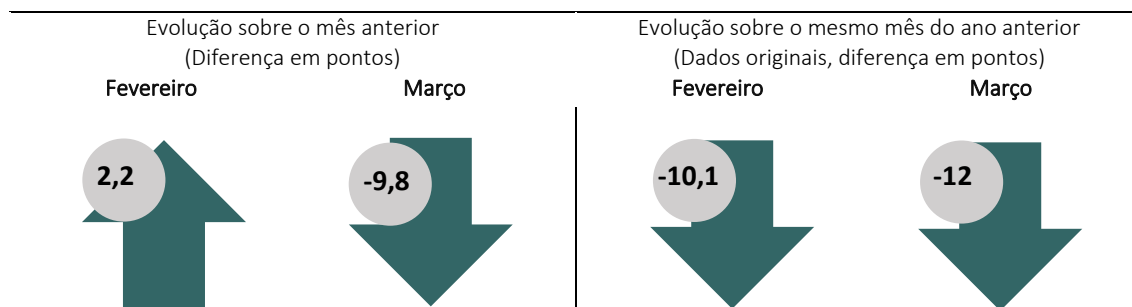 Evolução sobre o mês anterior
(Diferença em pontos)
Fevereiro
Março
2,2
-9,8
Evolução sobre o mesmo mês do ano anterior
(Dados originais, diferença em pontos)
Fevereiro
Março
-10,1
-12